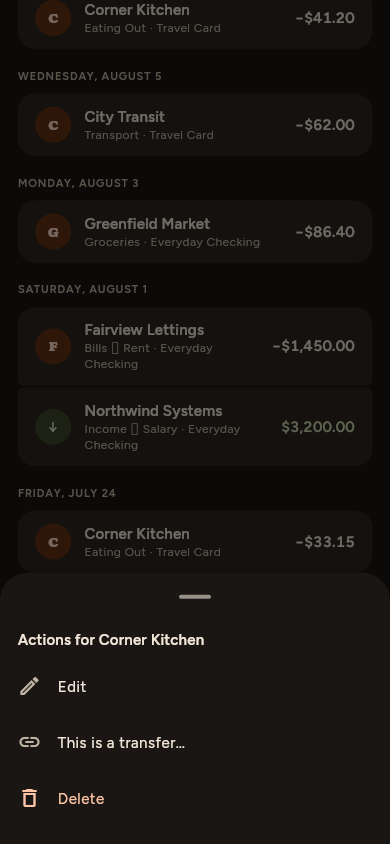 C
Corner Kitchen
-$41.20
Eating Out · Travel Card
WEDNESDAY, AUGUST 5
C
City Transit
-$62.00
Transport · Travel Card
MONDAY, AUGUST 3
G
Greenfield Market
-$86.40
Groceries · Everyday Checking
SATURDAY, AUGUST 1
F
Fairview Lettings
-$1,450.00
Bills ▯ Rent · Everyday
Checking
Northwind Systems
$3,200.00
Income ▯ Salary · Everyday
Checking
FRIDAY, JULY 24
C
Corner Kitchen
-$33.15
Eating Out · Travel Card
Actions for Corner Kitchen
Edit
This is a transfer…
Delete